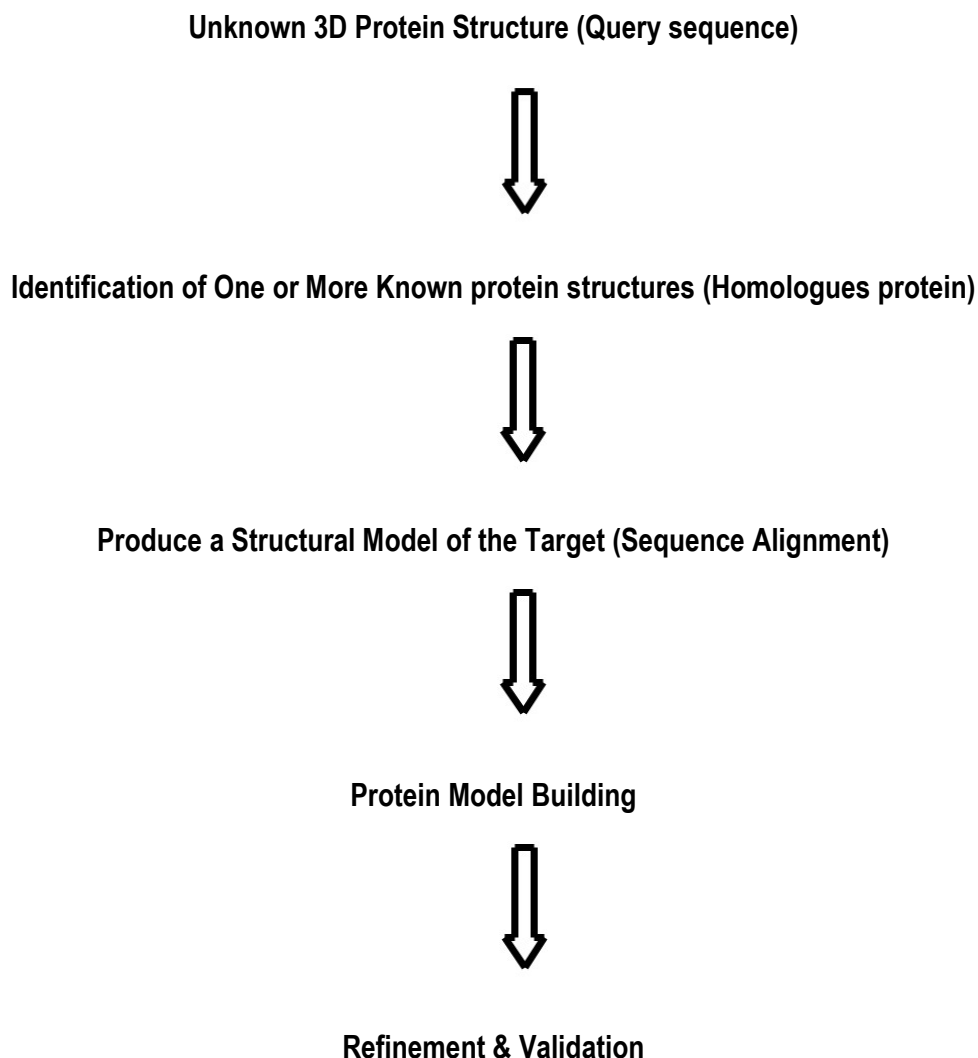 Unknown 3D Protein Structure (Query sequence)
Identification of One or More Known protein structures (Homologues protein)
Produce a Structural Model of the Target (Sequence Alignment)
Protein Model Building
Refinement & Validation